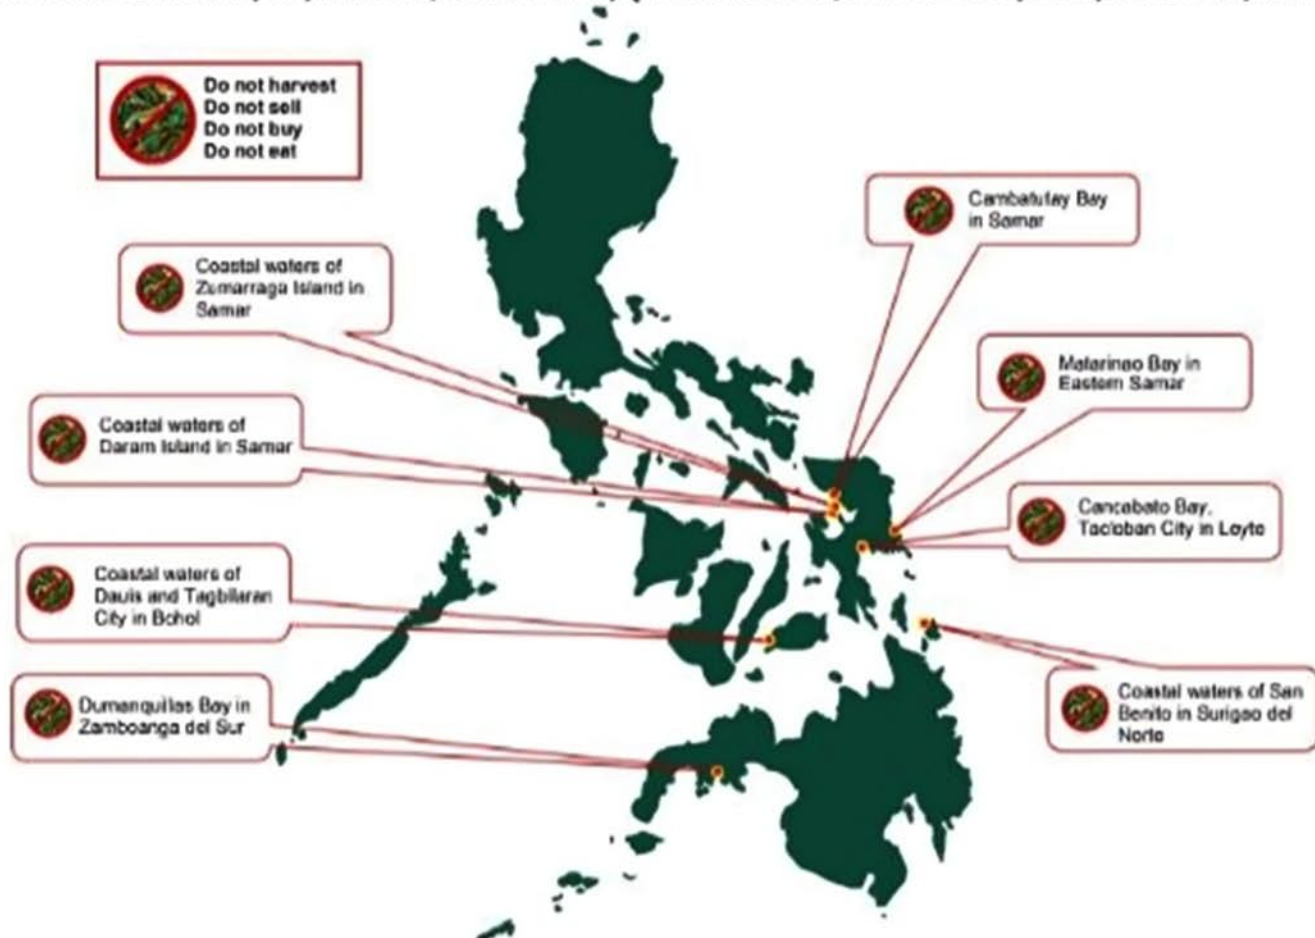 Do not harvest
Do not sell
Do not buy
Do not eat
Cambatutay Bay
in Samar
Coastal waters of
Zumarraga Island in
Samar
Matarinao Bay in
Eastern Samar
Coastal waters of
Daram Island in Samar
Cancabato Bay,
Tacloban City in Leyte
Coastal waters of
Dauis and Tagbilaran
City in Bohol
Dumanquillas Bay in
Zamboanga del Sur
Coastal waters of San
Benito in Surigao del
Norte